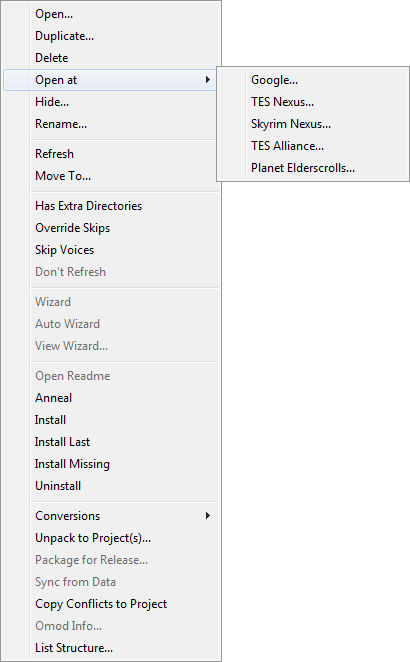 Open...
Duplicate...
Delete
Open at
Google...
TES Nexus...
Skyrim Nexus...
TES Alliance...
Planet Elderscrolls...
Hide...
Rename...
Refresh
Move To...
Has Extra Directories
Override Skips
Skip Voices
Don't Refresh
Wizard
Auto Wizard
View Wizard...
Open Readme
Anneal
Install
Install Last
Install Missing
Uninstall
Conversions
Unpack to Project(s)...
Package for Release...
Sync from Data
Copy Conflicts to Project
Omod Info...
List Structure...